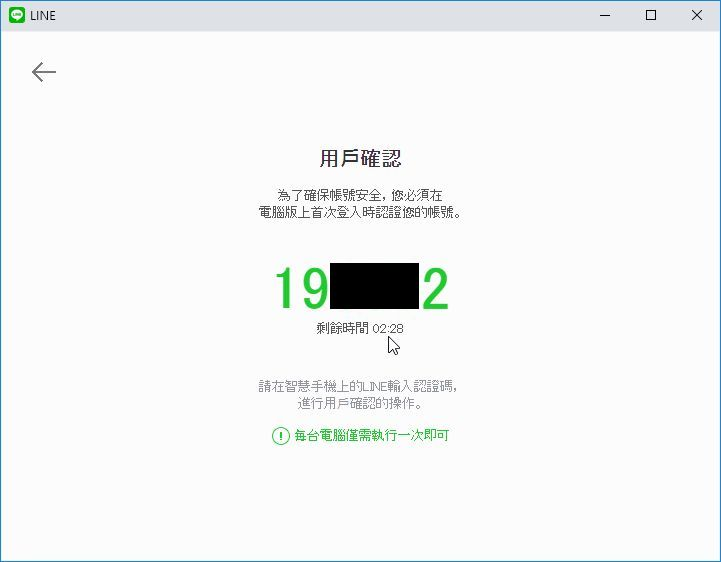 LINE
用戶確認
為了確保帳號安全，您必須在
電腦版上首次登入時認證您的帳號。
19 2
剩餘時間 02:28
請在智慧手機上的LINE輸入認證碼，
進行用戶確認的操作。
每台電腦僅需執行一次即可